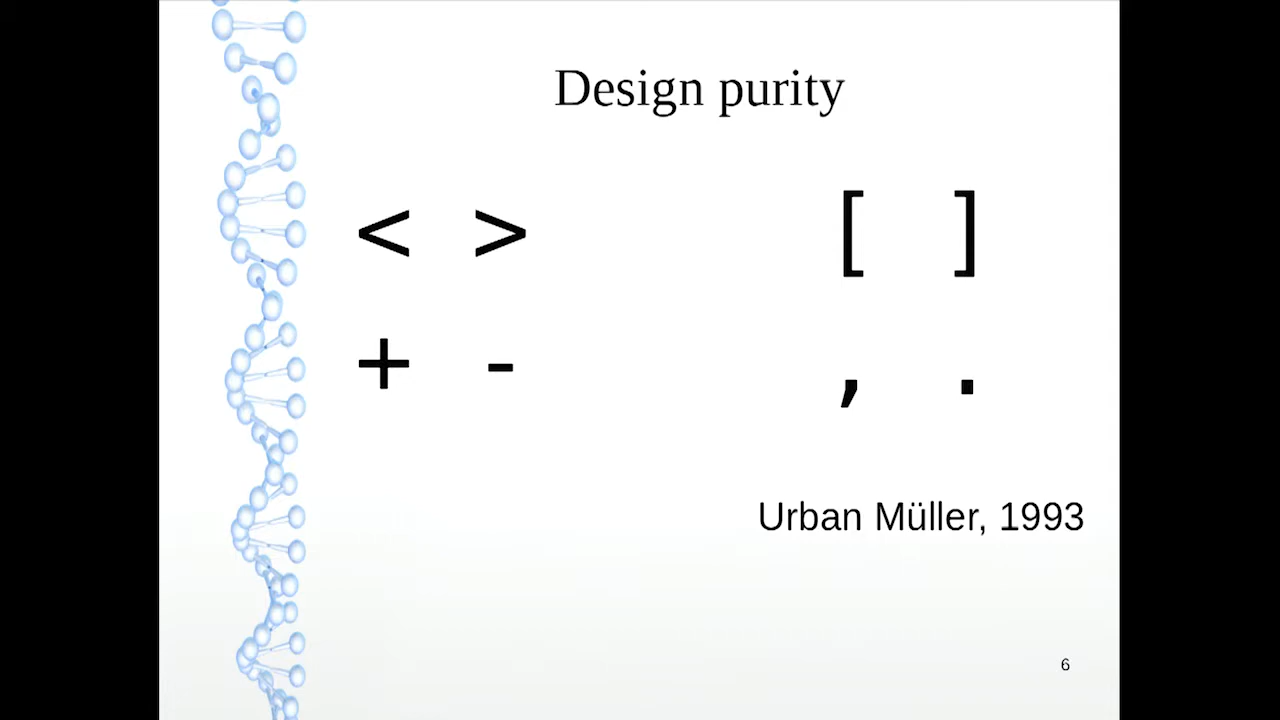 Design purity
< > [ ]
+ - , .
Urban Müller, 1993
6